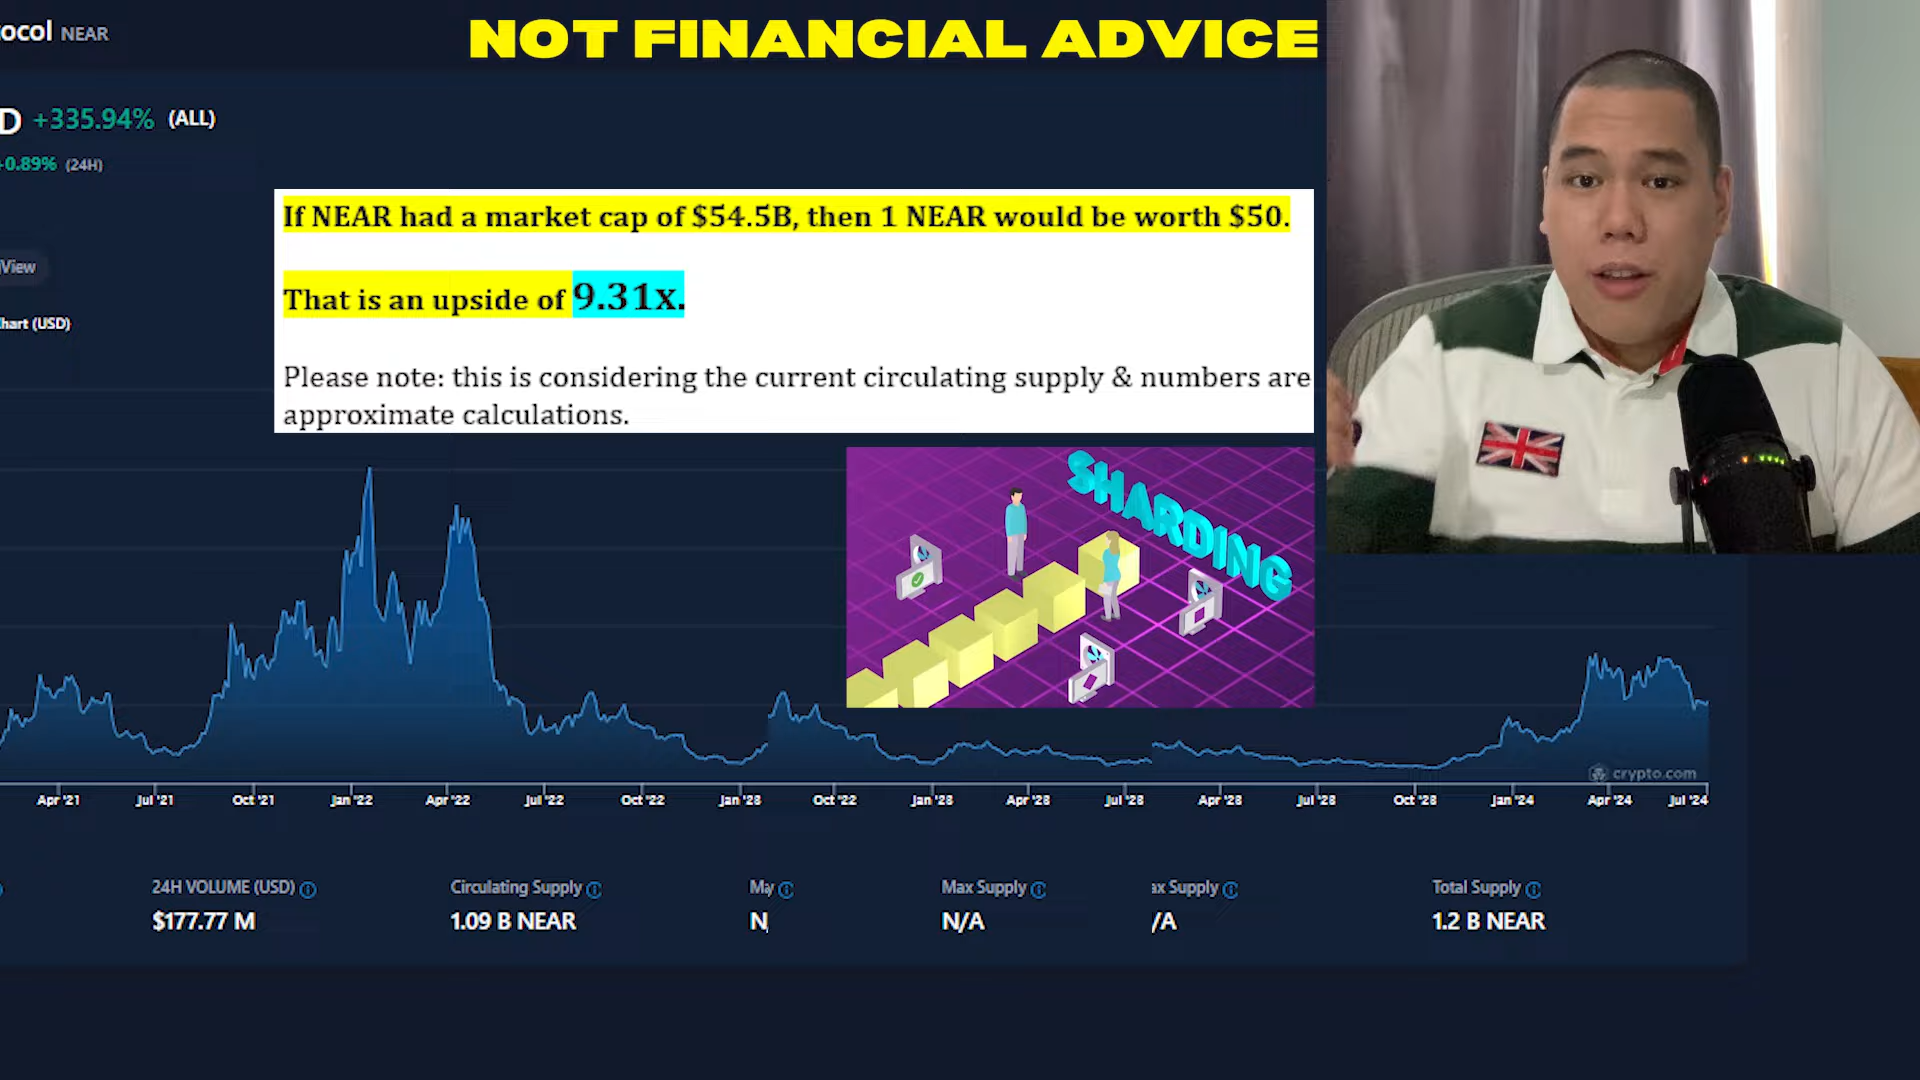 ocol NEAR
NOT FINANCIAL ADVICE
D +335.94% (ALL)
+0.89% (24H)
If NEAR had a market cap of $54.5B, then 1 NEAR would be worth $50.
That is an upside of 9.31x.
Please note: this is considering the current circulating supply & numbers are
approximate calculations.
View
hart (USD)
SHARDING
crypto.com
Apr '21 Jul '21 Oct '21 Jan '22 Apr '22 Jul '22 Oct '22 Jan '23 Oct '22 Jan '23 Apr '23 Jul '23 Apr '23 Jul '23 Oct '23 Jan '24 Apr '24 Jul '24
24H VOLUME (USD) Circulating Supply Ma Max Supply ax Supply Total Supply
$177.77 M 1.09 B NEAR N N/A /A 1.2 B NEAR